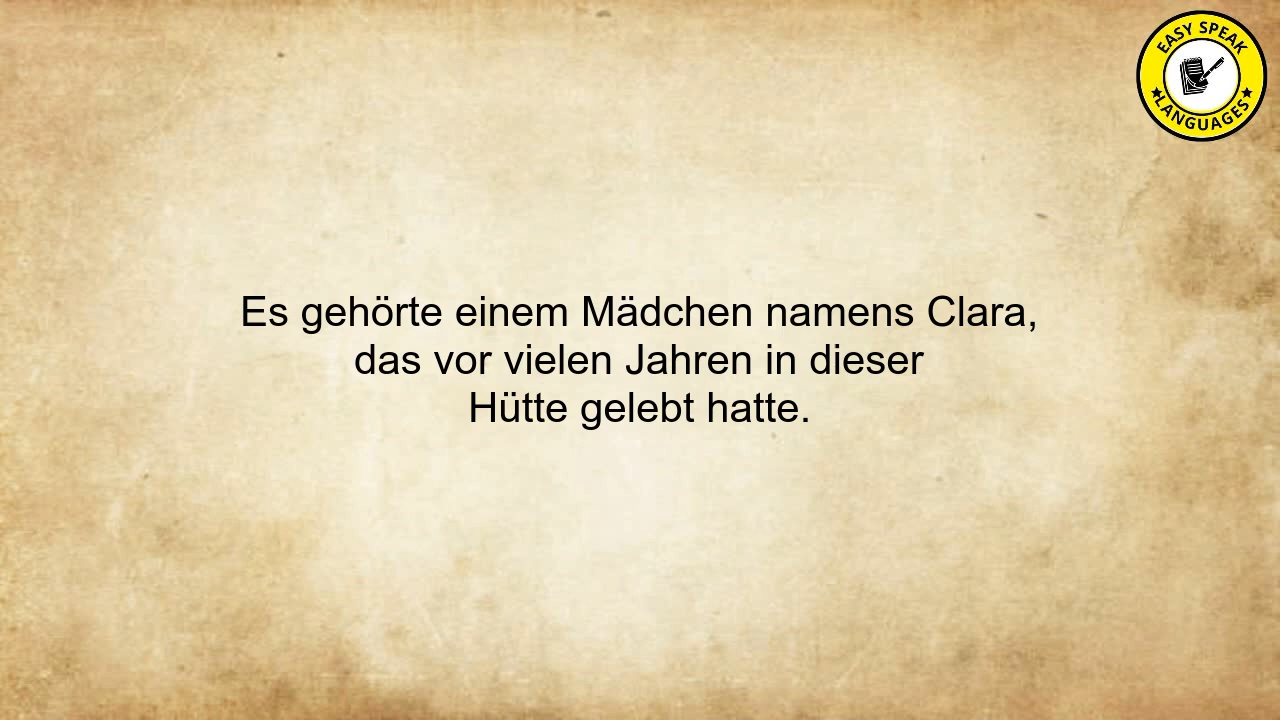 EASY SPEAK
LANGUAGES
Es gehörte einem Mädchen namens Clara,
das vor vielen Jahren in dieser
Hütte gelebt hatte.